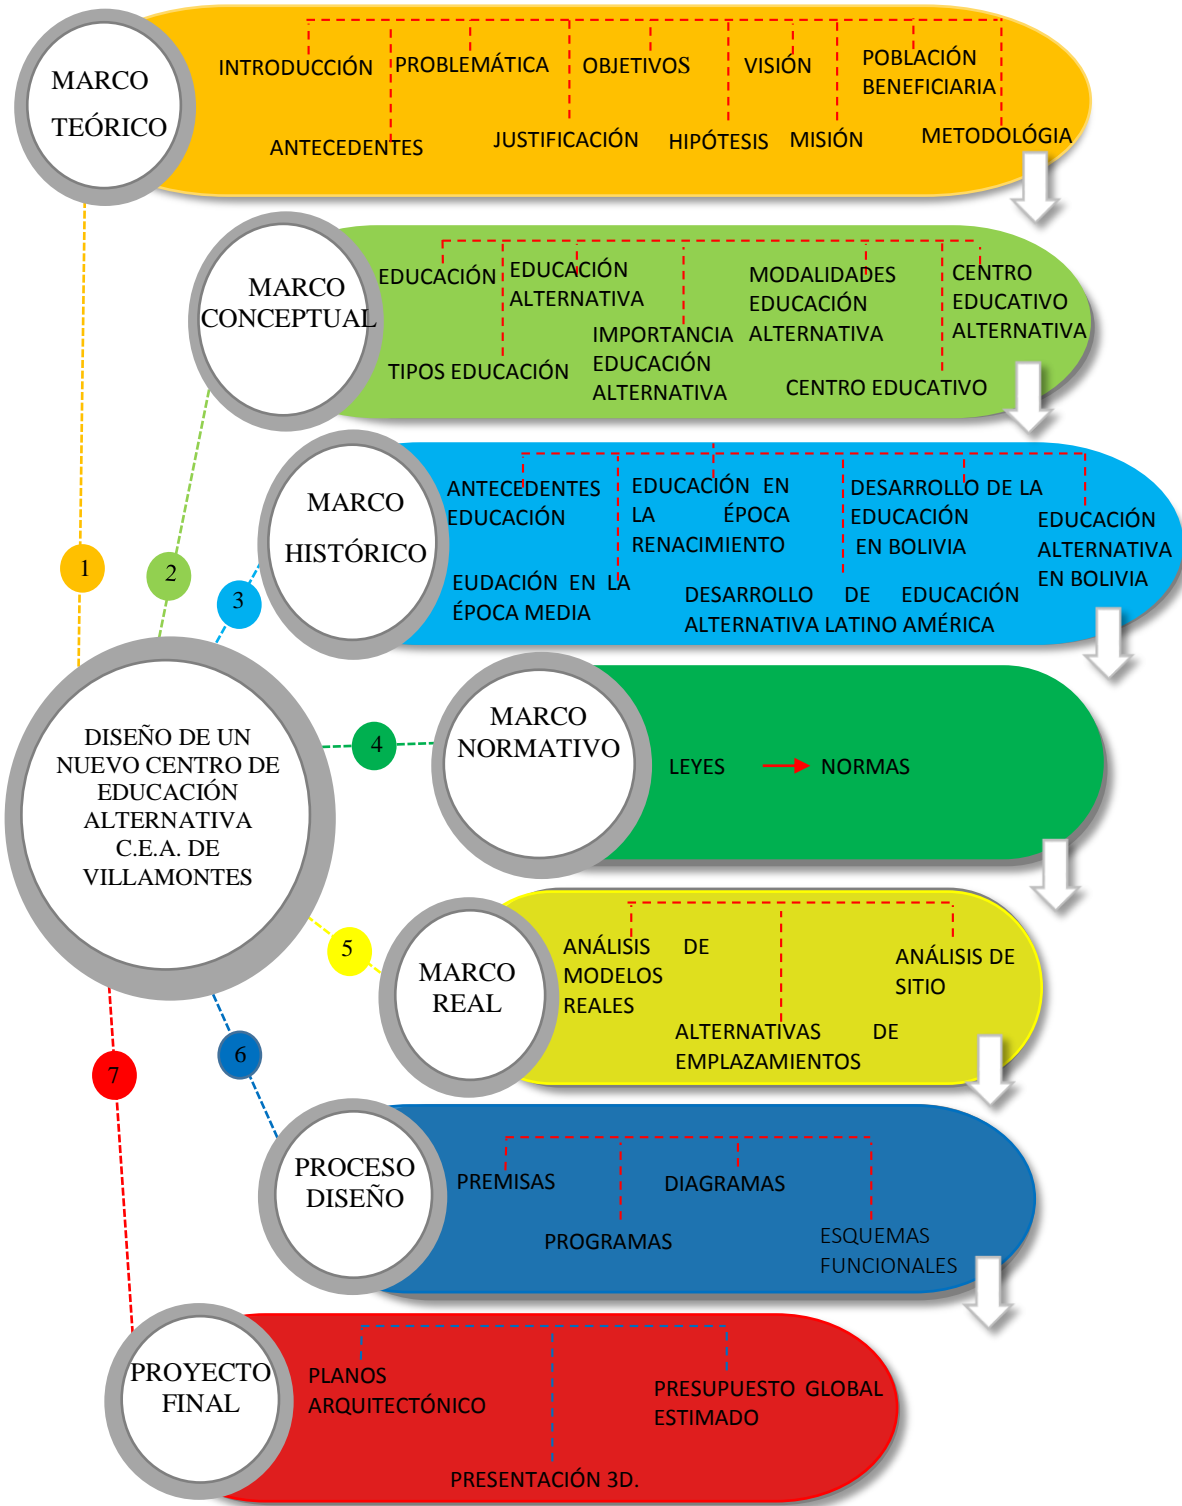 MARCO
TEÓRICO
INTRODUCCIÓN
PROBLEMÁTICA
OBJETIVOS
VISIÓN
POBLACIÓN
BENEFICIARIA
ANTECEDENTES
JUSTIFICACIÓN
HIPÓTESIS
MISIÓN
METODOLÓGIA
MARCO
CONCEPTUAL
EDUCACIÓN
EDUCACIÓN
ALTERNATIVA
MODALIDADES
EDUCACIÓN
ALTERNATIVA
CENTRO
EDUCATIVO
ALTERNATIVA
TIPOS EDUCACIÓN
IMPORTANCIA
EDUCACIÓN
ALTERNATIVA
CENTRO EDUCATIVO
MARCO
HISTÓRICO
ANTECEDENTES
EDUCACIÓN
EDUCACIÓN EN
LA ÉPOCA
RENACIMIENTO
DESARROLLO DE LA
EDUCACIÓN
EN BOLIVIA
EDUCACIÓN
ALTERNATIVA
EN BOLIVIA
EUDACIÓN EN LA
ÉPOCA MEDIA
DESARROLLO DE EDUCACIÓN
ALTERNATIVA LATINO AMÉRICA
1
2
3
DISEÑO DE UN
NUEVO CENTRO DE
EDUCACIÓN
ALTERNATIVA
C.E.A. DE
VILLAMONTES
4
MARCO
NORMATIVO
LEYES
NORMAS
5
MARCO
REAL
ANÁLISIS DE
MODELOS
REALES
ANÁLISIS DE
SITIO
ALTERNATIVAS DE
EMPLAZAMIENTOS
6
7
PROCESO
DISEÑO
PREMISAS
DIAGRAMAS
PROGRAMAS
ESQUEMAS
FUNCIONALES
PROYECTO
FINAL
PLANOS
ARQUITECTÓNICO
PRESUPUESTO GLOBAL
ESTIMADO
PRESENTACIÓN 3D.